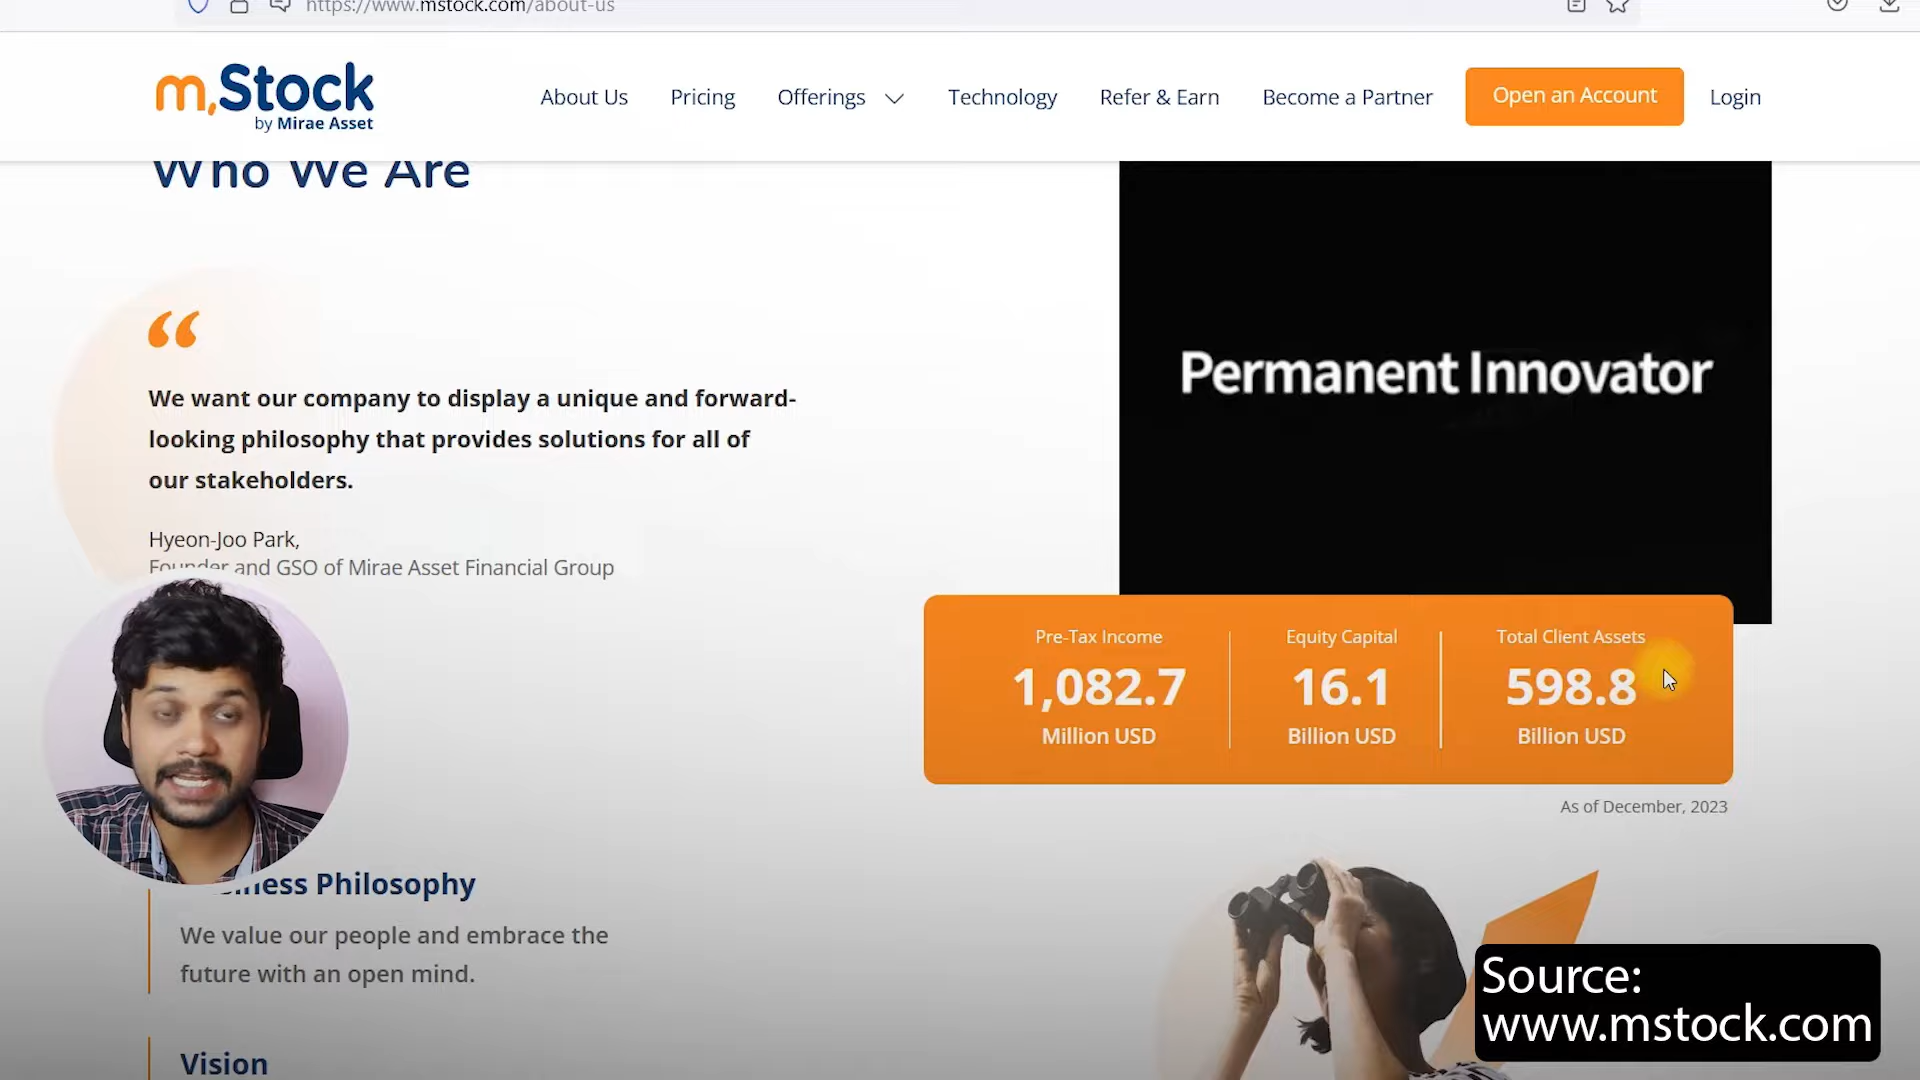 https://www.mstock.com/about-us
m.Stock
by Mirae Asset
About Us
Pricing
Offerings
Technology
Refer & Earn
Become a Partner
Open an Account
Login
Who We Are
“
We want our company to display a unique and forward-
looking philosophy that provides solutions for all of
our stakeholders.
Hyeon-Joo Park,
Founder and GSO of Mirae Asset Financial Group
Permanent Innovator
Pre-Tax Income
1,082.7
Million USD
Equity Capital
16.1
Billion USD
Total Client Assets
598.8
Billion USD
As of December, 2023
Philosophy
We value our people and embrace the
future with an open mind.
Vision
Source:
www.mstock.com